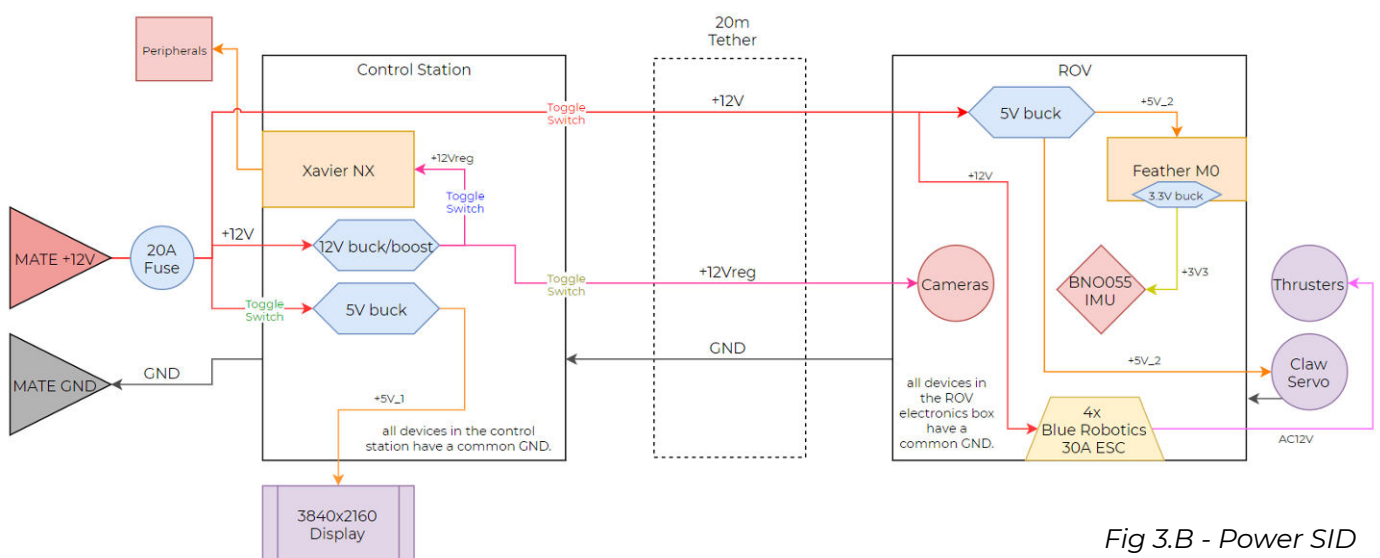 20m
Tether
Peripherals
Control Station
ROV
Toggle
Switch
+12V
5V buck
+5V_2
Xavier NX
+12Vreg
Toggle
Switch
+12V
Feather M0
3.3V buck
MATE +12V
20A
Fuse
+12V
12V buck/boost
Toggle
Switch
+12Vreg
Cameras
BNO055
IMU
+3V3
Thrusters
Toggle
Switch
5V buck
MATE GND
GND
GND
+5V_2
Claw
Servo
+5V_1
all devices in the control
station have a common GND.
all devices in
the ROV
electronics box
have a
common GND.
4x
Blue Robotics
30A ESC
AC12V
3840x2160
Display
Fig 3.B - Power SID